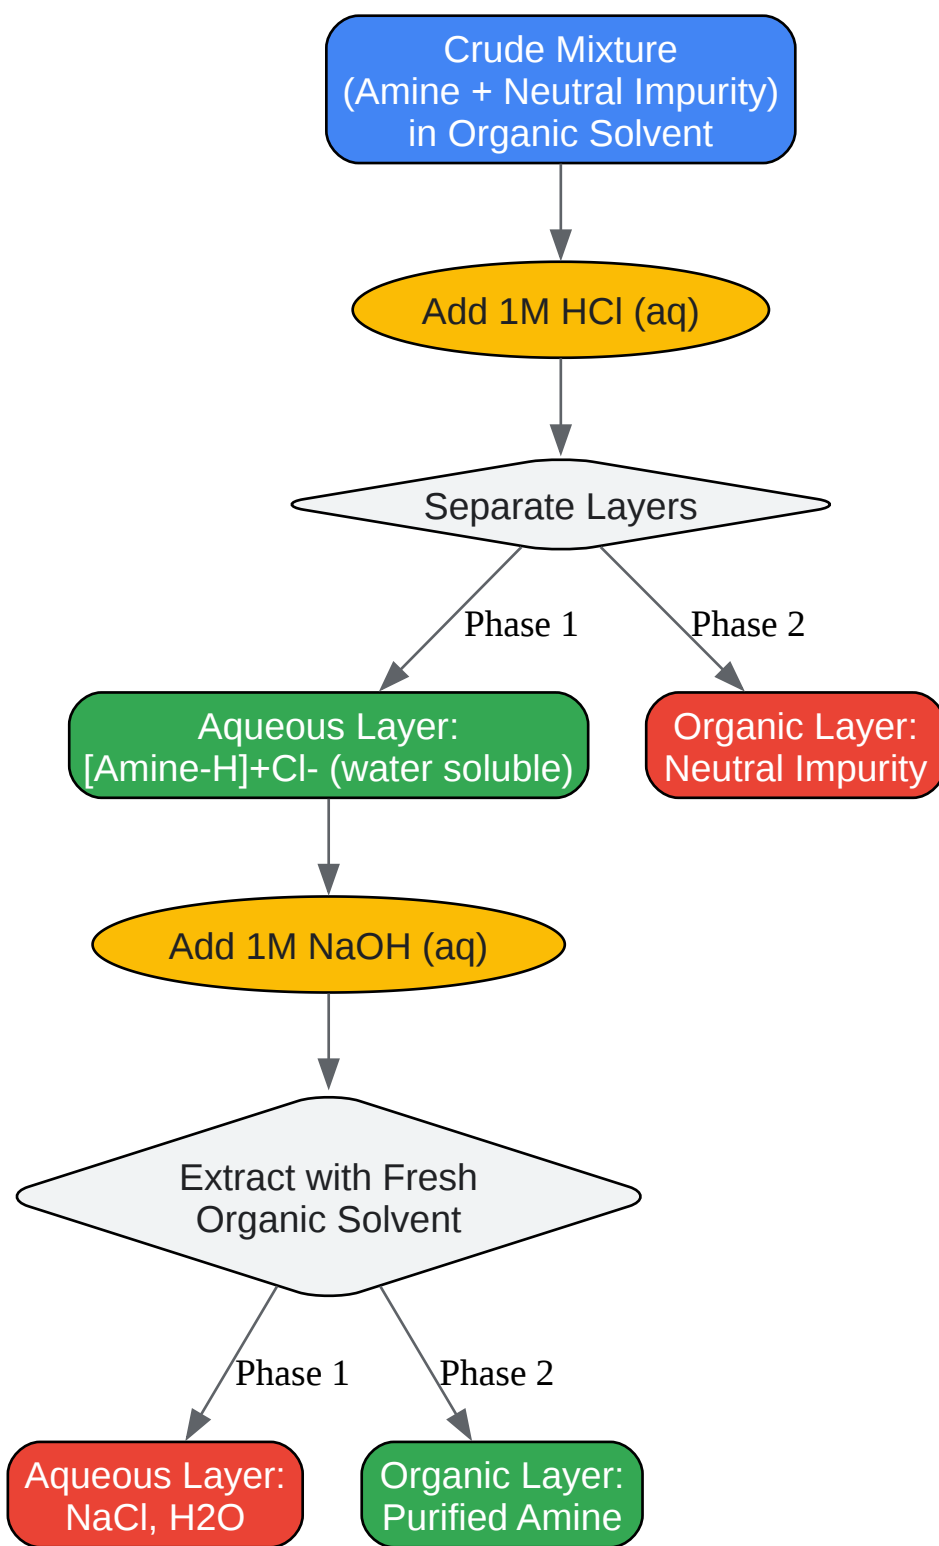 Crude Mixture
(Amine + Neutral Impurity)
in Organic Solvent
Add 1M HCl (aq)
Separate Layers
Phase 1
Phase 2
Aqueous Layer:
[Amine-H]+Cl- (water soluble)
Organic Layer:
Neutral Impurity
Add 1M NaOH (aq)
Extract with Fresh
Organic Solvent
Phase 1
Phase 2
Aqueous Layer:
NaCl, H2O
Organic Layer:
Purified Amine